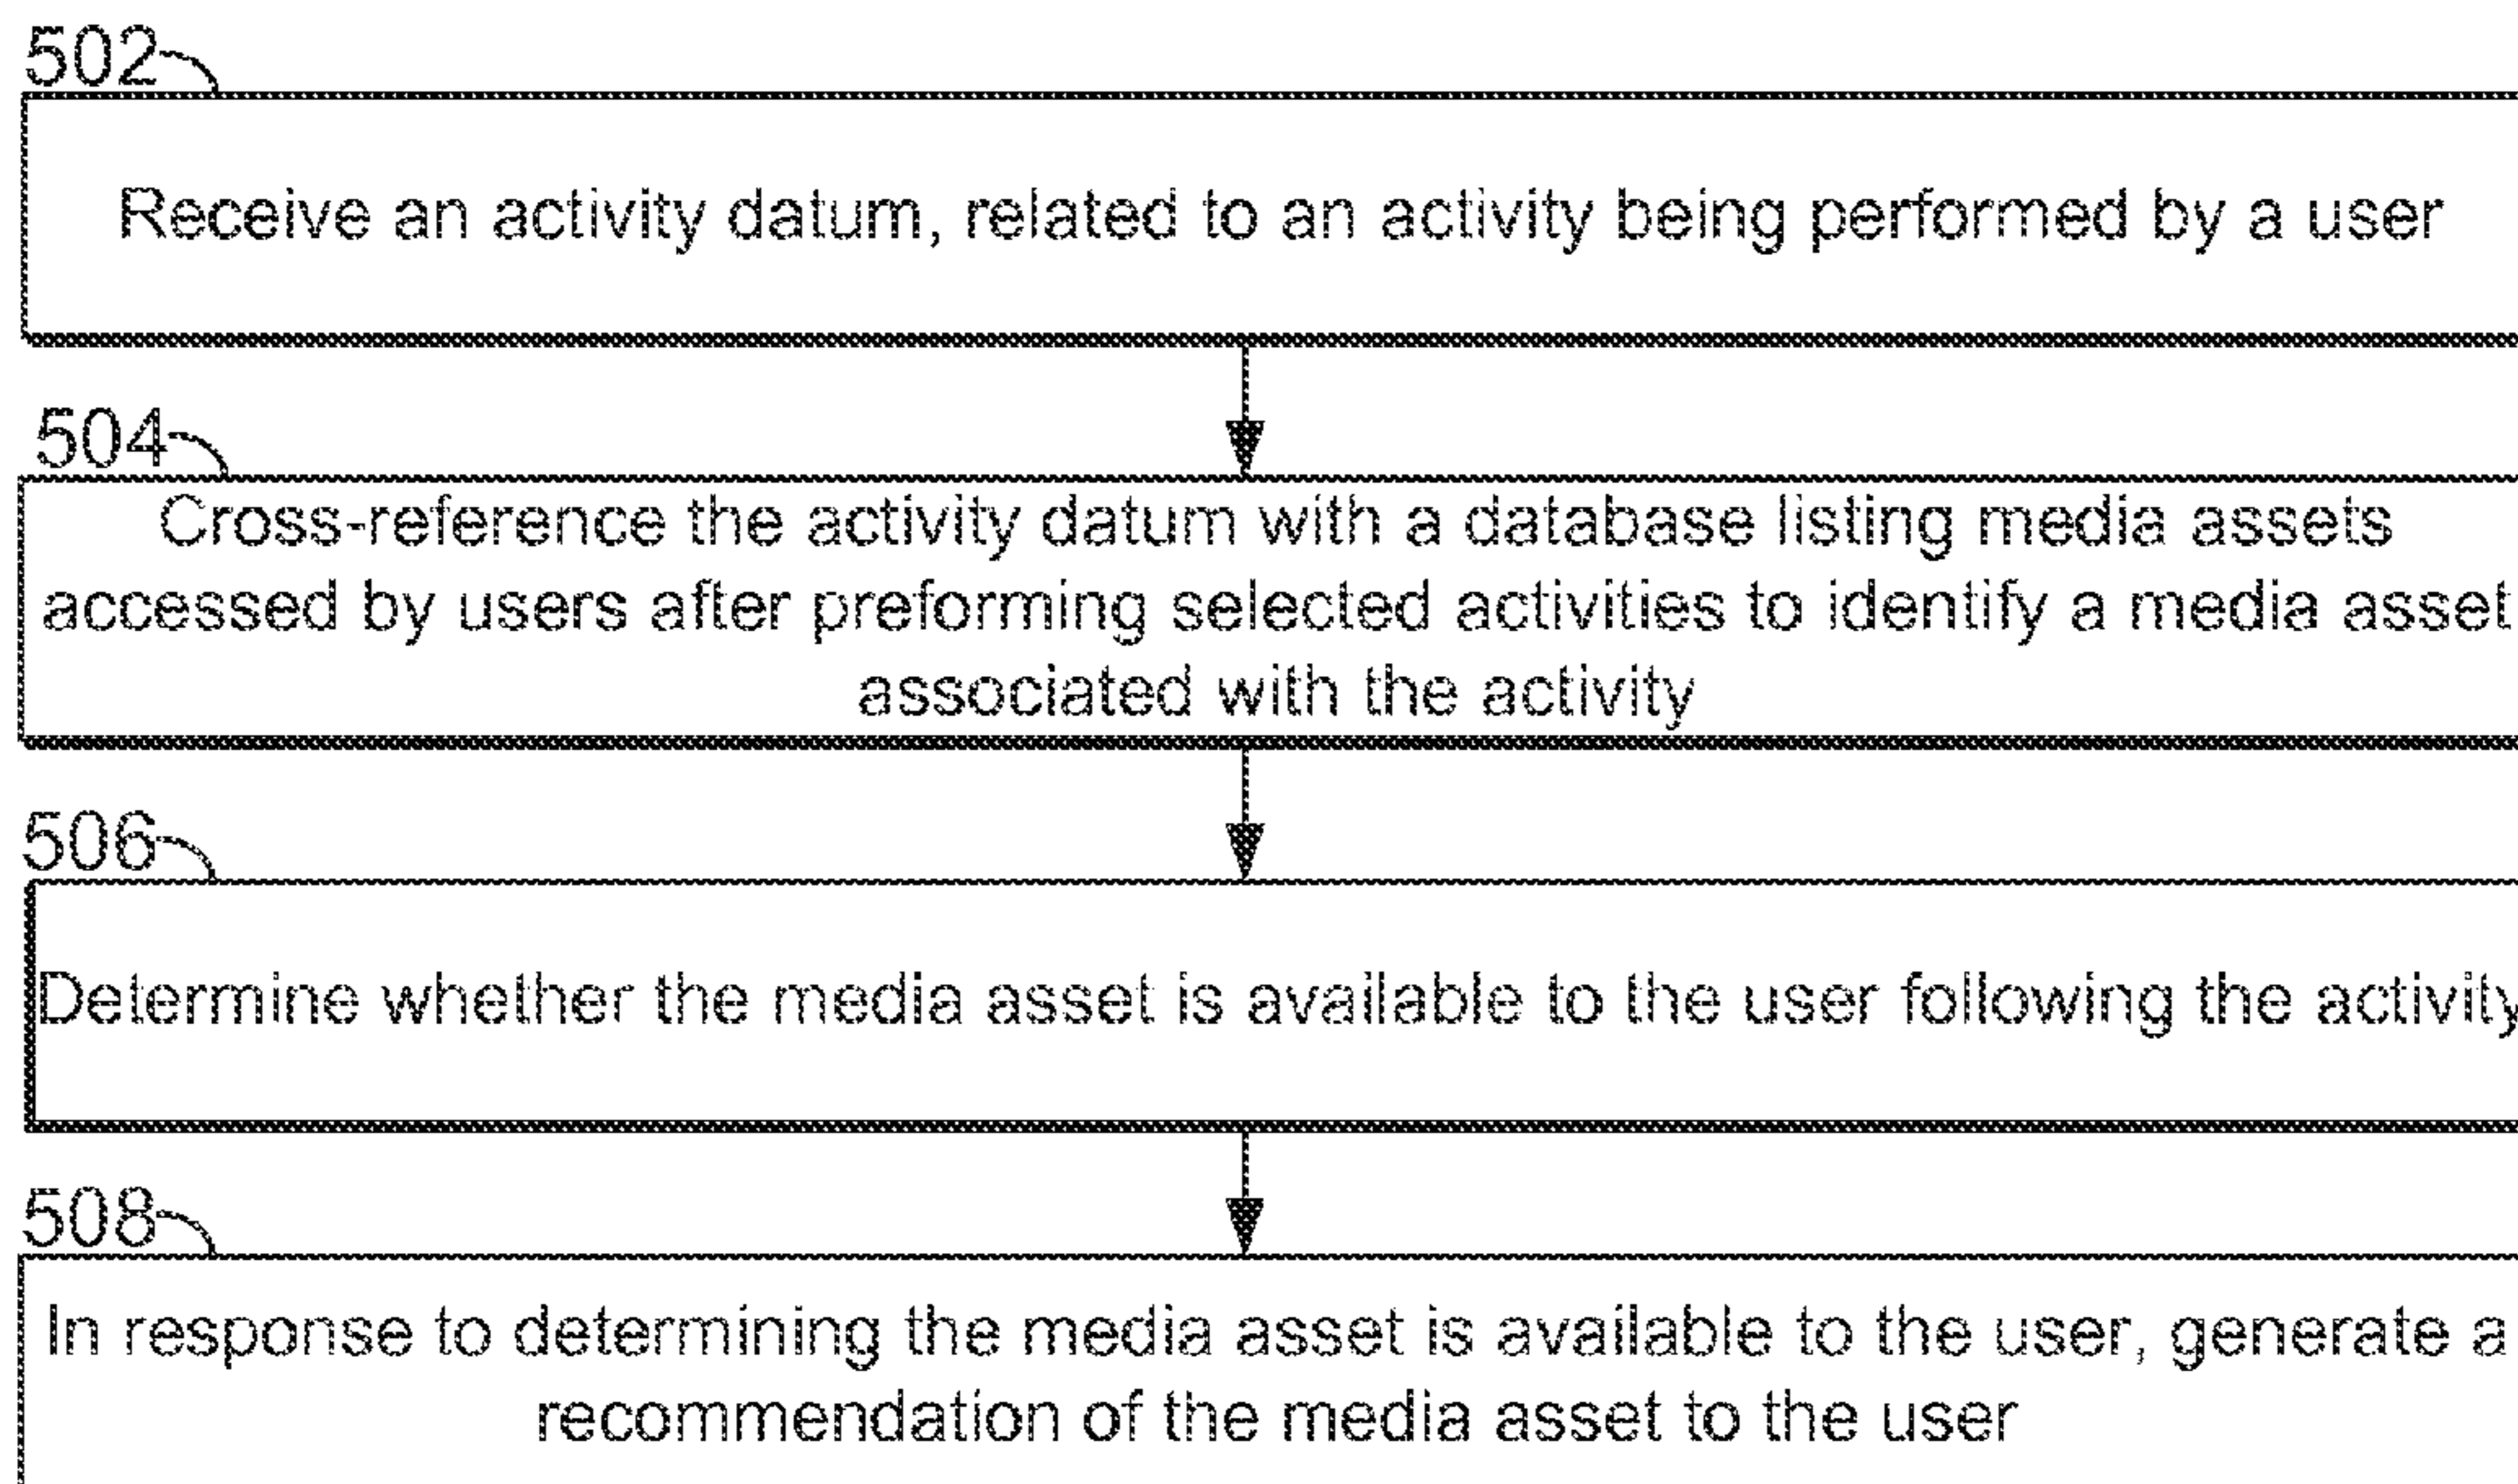 502
Receive an activity datum, related to an activity being performed by a user
504
Cross-reference the activity datum with a database listing media assets
accessed by users after preforming selected activities to identify a media asset
associated with the activity
506
Determine whether the media asset is available to the user following the activity
508
In response to determining the media asset is available to the user, generate a
recommendation of the media asset to the user